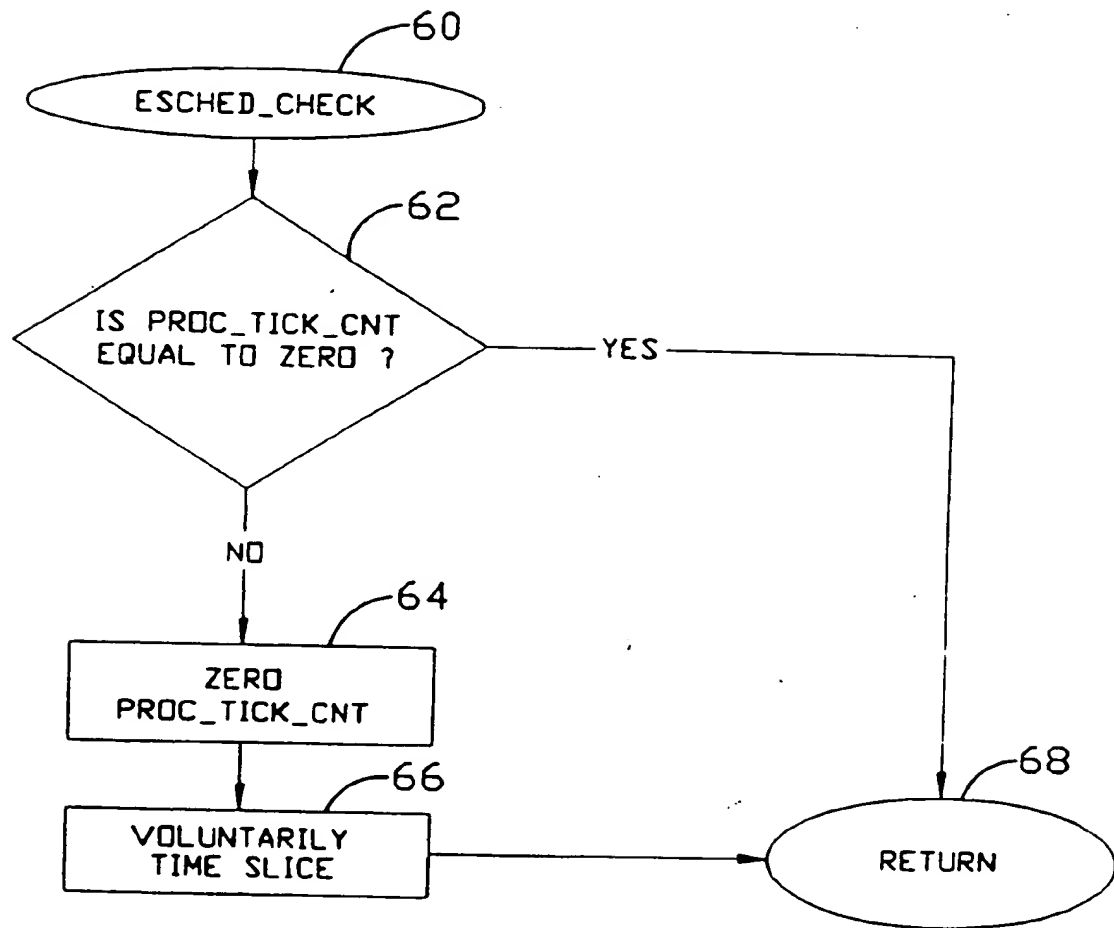 60
ESCHED_CHECK
62
IS PROC_TICK_CNT
EQUAL TO ZERO ?
YES
NO
64
ZERO
PROC_TICK_CNT
66
VOLUNTARILY
TIME SLICE
68
RETURN